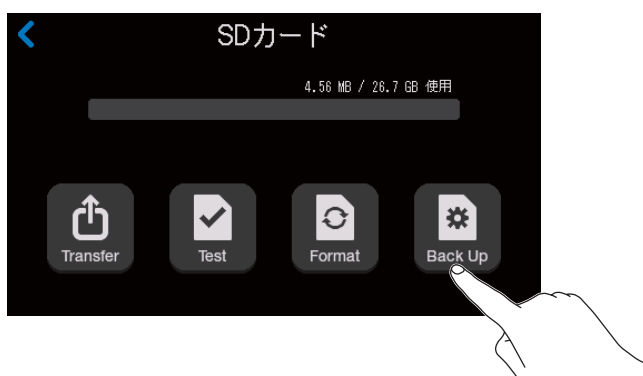 SDカード
4.56 MB / 26.7 GB 使用
Transfer
Test
Format
Back Up